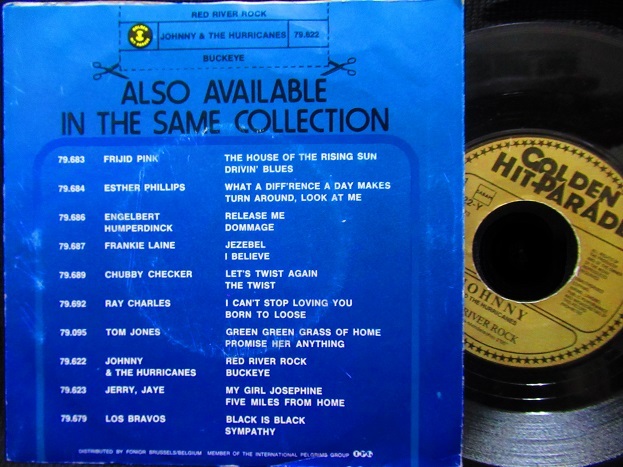 RED RIVER ROCK
JOHNNY & THE HURRICANES 79.622
BUCKEYE
ALSO AVAILABLE
IN THE SAME COLLECTION
79.683 FRIJID PINK THE HOUSE OF THE RISING SUN
DRIVIN' BLUES
79.684 ESTHER PHILLIPS WHAT A DIFF'RENCE A DAY MAKES
TURN AROUND, LOOK AT ME
79.686 ENGELBERT RELEASE ME
HUMPERDINCK DOMMAGE
79.687 FRANKIE LAINE JEZEBEL
I BELIEVE
79.689 CHUBBY CHECKER LET'S TWIST AGAIN
THE TWIST
79.692 RAY CHARLES I CAN'T STOP LOVING YOU
BORN TO LOOSE
79.095 TOM JONES GREEN GREEN GRASS OF HOME
PROMISE HER ANYTHING
79.622 JOHNNY RED RIVER ROCK
& THE HURRICANES BUCKEYE
79.623 JERRY, JAYE MY GIRL JOSEPHINE
FIVE MILES FROM HOME
79.679 LOS BRAVOS BLACK IS BLACK
SYMPATHY
DISTRIBUTED BY FONIOR BRUSSELS/BELGIUM MEMBER OF THE INTERNATIONAL PELGRIMS GROUP IPG
GOLDEN
HIT-PARADE
22-Y
JOHNNY
THE HURRICANES
RIVER ROCK